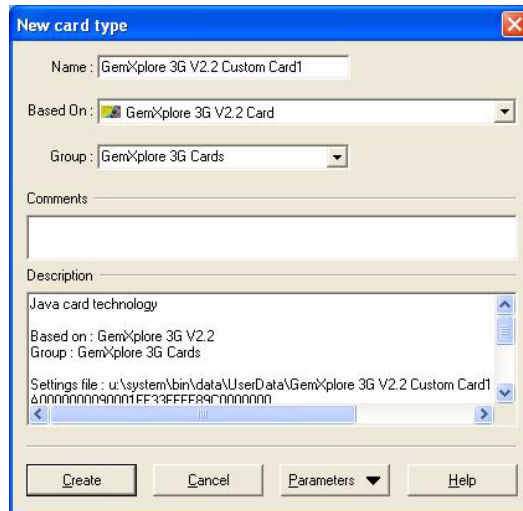 New card type
Name : GemXplore 3G V2.2 Custom Card1
Based On : GemXplore 3G V2.2 Card
Group : GemXplore 3G Cards
Comments
Description
Java card technology
Based on : GemXplore 3G V2.2
Group : GemXplore 3G Cards
Settings file : u:\system\bin\data\UserData\GemXplore 3G V2.2 Custom Card1
Create Cancel Parameters Help